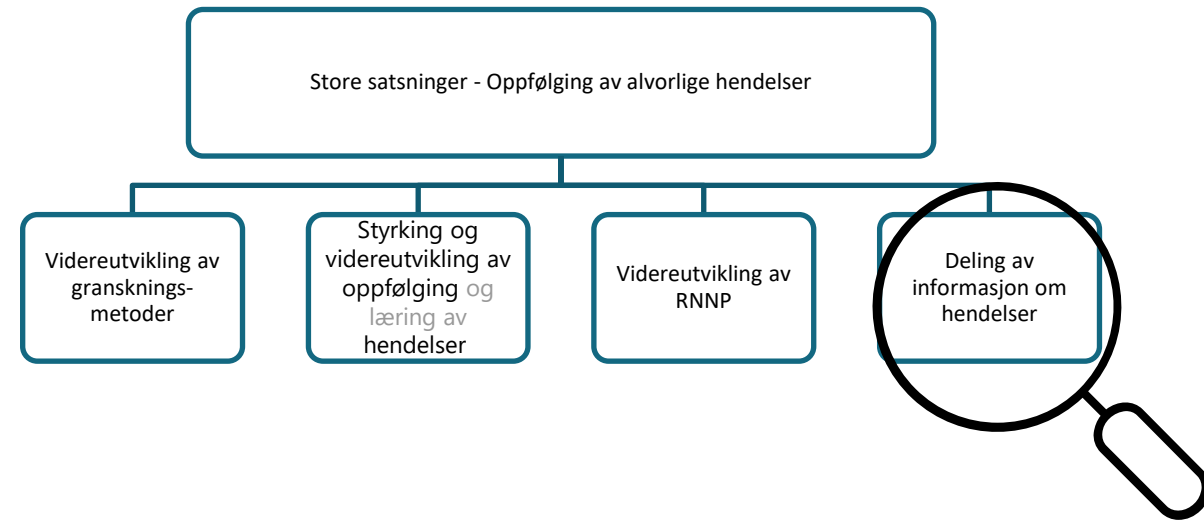 Store satsninger - Oppfølging av alvorlige hendelser
Videreutvikling av
gransknings-
metoder
Styrking og
videreutvikling av
oppfølging og
læring av
hendelser
Videreutvikling av
RNNP
Deling av
informasjon om
hendelser